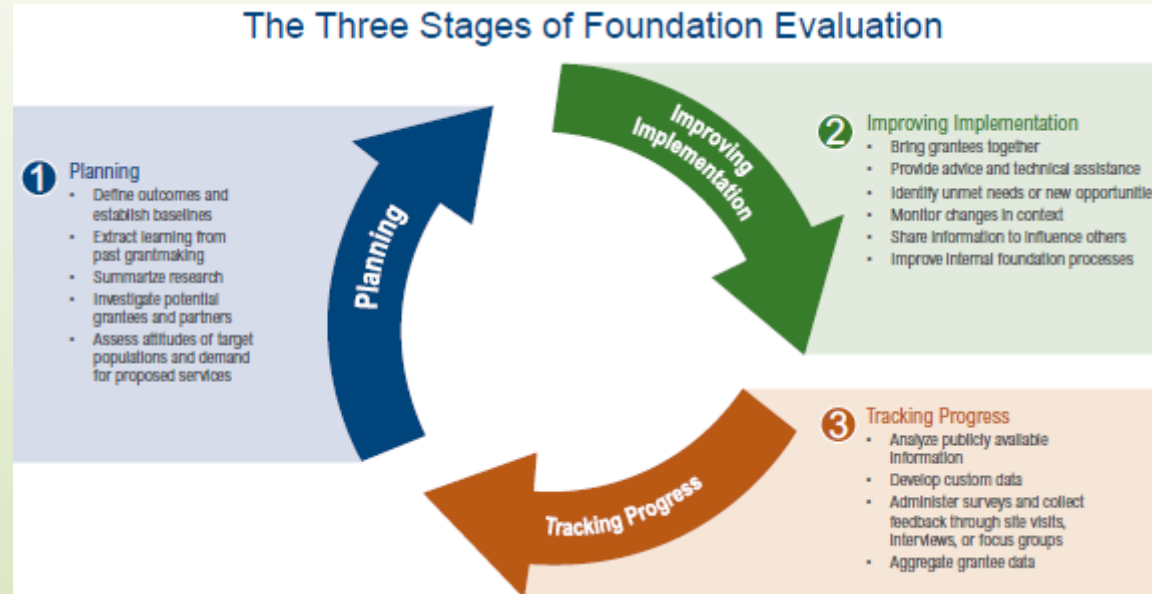 The Three Stages of Foundation Evaluation
1 Planning
• Define outcomes and
establish baselines
• Extract learning from
past grantmaking
• Summarize research
• Investigate potential
grantees and partners
• Assess attitudes of target
populations and demand
for proposed services
Planning
Improving
Implementation
2 Improving Implementation
• Bring grantees together
• Provide advice and technical assistance
• Identify unmet needs or new opportunitie
• Monitor changes in context
• Share information to influence others
• Improve internal foundation processes
Tracking Progress
3 Tracking Progress
• Analyze publicly available
information
• Develop custom data
• Administer surveys and collect
feedback through site visits,
interviews, or focus groups
• Aggregate grantee data